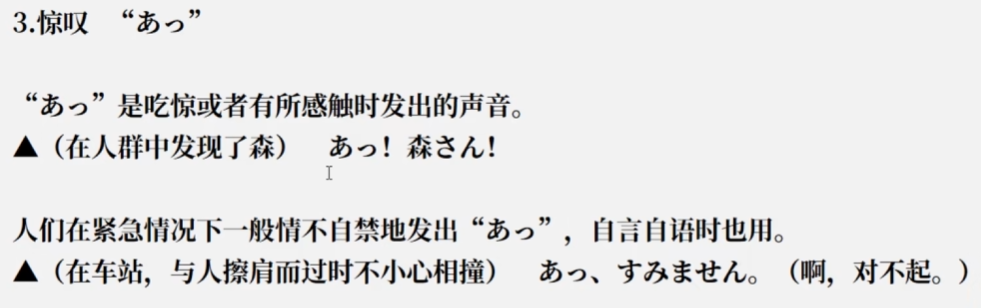 3.惊叹　“あっ”
“あっ”是吃惊或者有所感触时发出的声音。
▲（在人群中发现了森）　あっ！森さん！
人们在紧急情况下一般情不自禁地发出“あっ”，自言自语时也用。
▲（在车站，与人擦肩而过时不小心相撞）　あっ、すみません。（啊，对不起。）